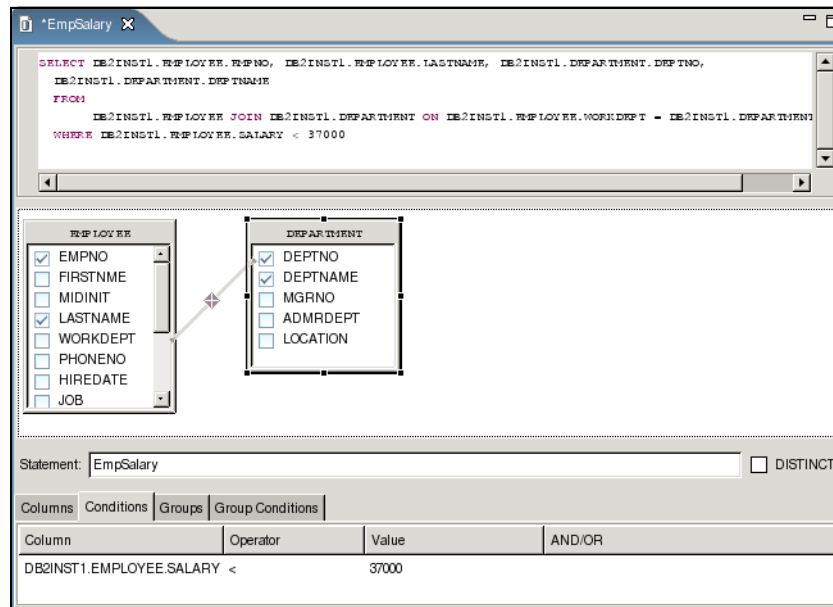 *EmpSalary
SELECT DB2INST1.EMPLOYEE.EMPNO, DB2INST1.EMPLOYEE.LASTNAME, DB2INST1.DEPARTMENT.DEPTNO,
DB2INST1.DEPARTMENT.DEPTNAME
FROM
DB2INST1.EMPLOYEE JOIN DB2INST1.DEPARTMENT ON DB2INST1.EMPLOYEE.WORKDEPT = DB2INST1.DEPARTMENT
WHERE DB2INST1.EMPLOYEE.SALARY < 37000
EMPLOYEE
EMPNO
FIRSTNME
MIDINIT
LASTNAME
WORKDEPT
PHONENO
HIREDATE
JOB
DEPARTMENT
DEPTNO
DEPTNAME
MGRNO
ADMRDEPT
LOCATION
Statement: EmpSalary DISTINCT
Columns Conditions Groups Group Conditions
Column Operator Value AND/OR
DB2INST1.EMPLOYEE.SALARY < 37000